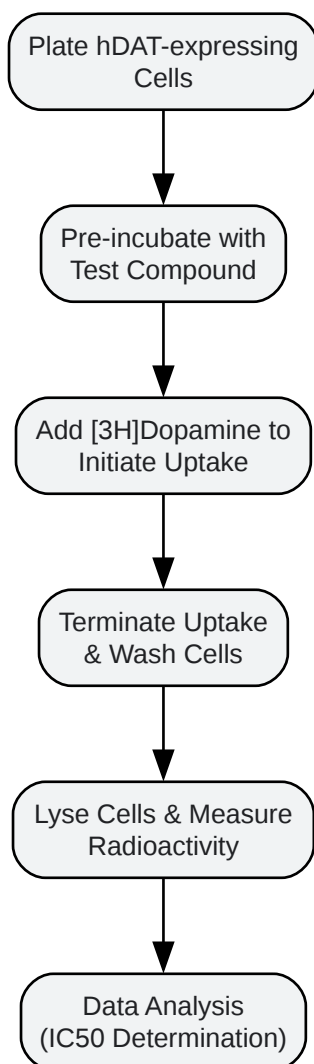 Plate hDAT-expressing
Cells
Pre-incubate with
Test Compound
Add [3H]Dopamine to
Initiate Uptake
Terminate Uptake
& Wash Cells
Lyse Cells & Measure
Radioactivity
Data Analysis
(IC50 Determination)